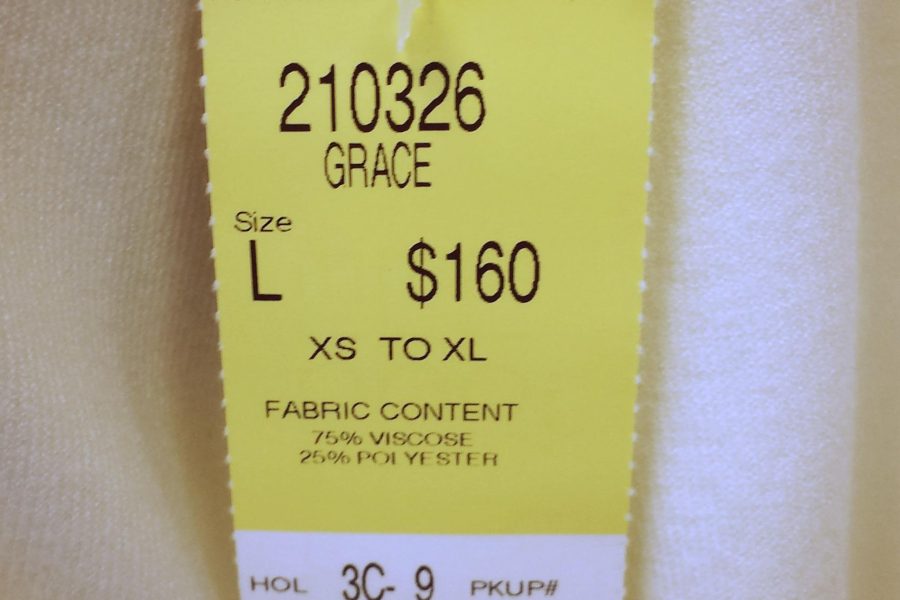 210326
GRACE
Size
L $160
XS TO XL
FABRIC CONTENT
75% VISCOSE
25% POLYESTER
HOL 3C- 9 PKUP#